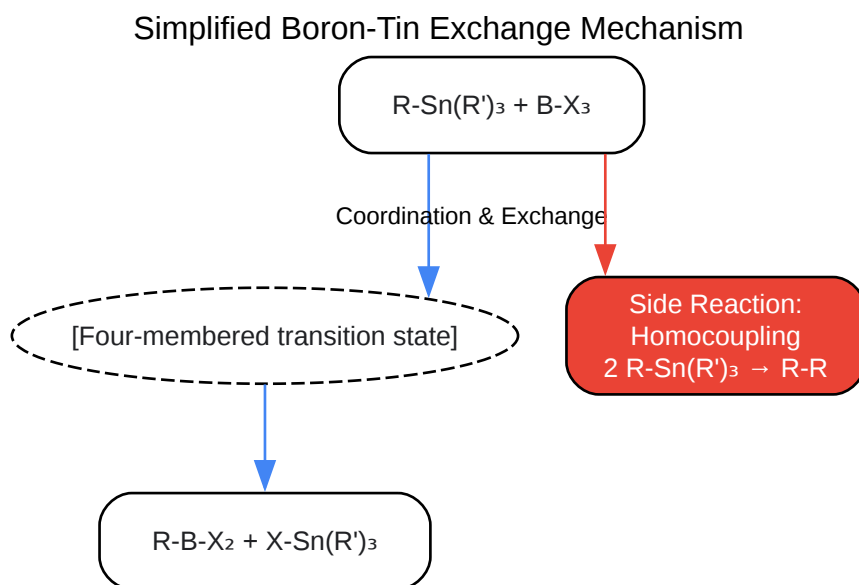 Simplified Boron-Tin Exchange Mechanism
R-Sn(R')₃ + B-X₃
Coordination & Exchange
[Four-membered transition state]
Side Reaction:
Homocoupling
2 R-Sn(R')₃ → R-R
R-B-X₂ + X-Sn(R')₃